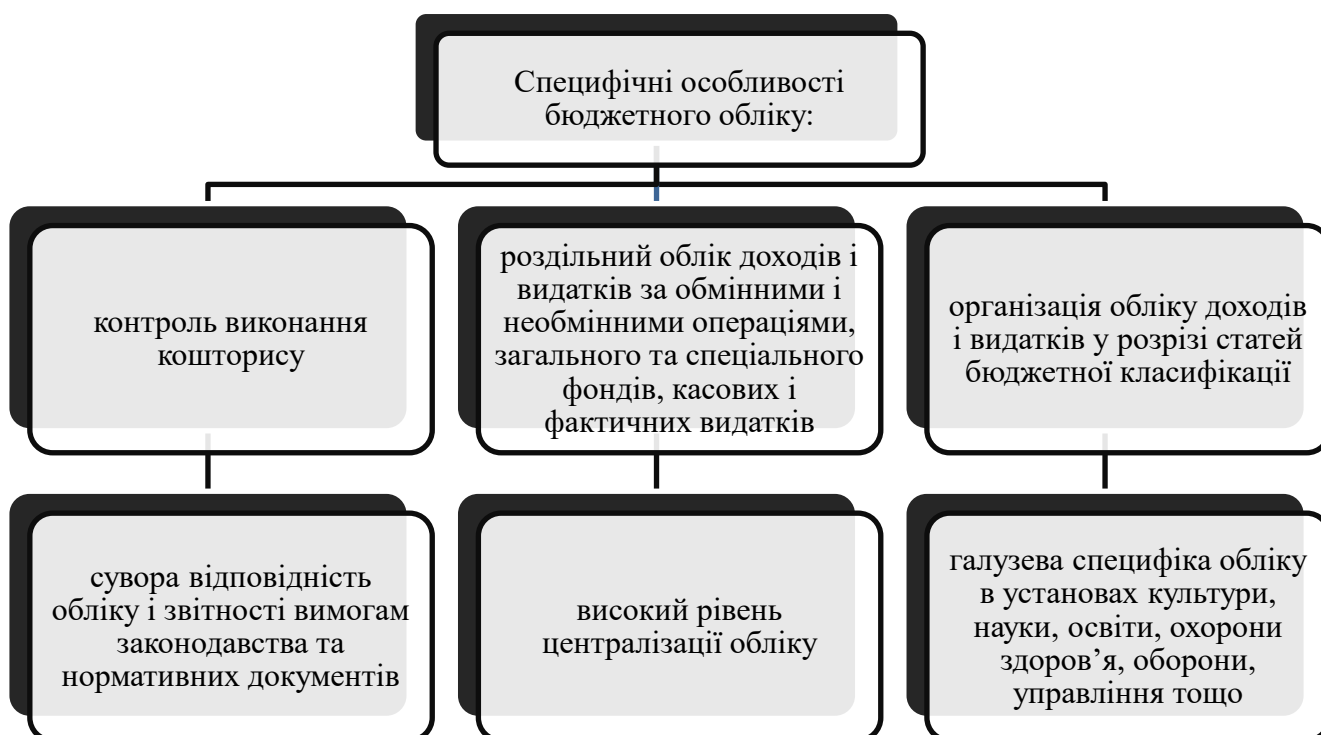 Специфічні особливості
бюджетного обліку:
контроль виконання
кошторису
роздільний облік доходів і
видатків за обмінними і
необмінними операціями,
загального та спеціального
фондів, касових і
фактичних видатків
організація обліку доходів
і видатків у розрізі статей
бюджетної класифікації
сувора відповідність
обліку і звітності вимогам
законодавства та
нормативних документів
високий рівень
централізації обліку
галузева специфіка обліку
в установах культури,
науки, освіти, охорони
здоров’я, оборони,
управління тощо